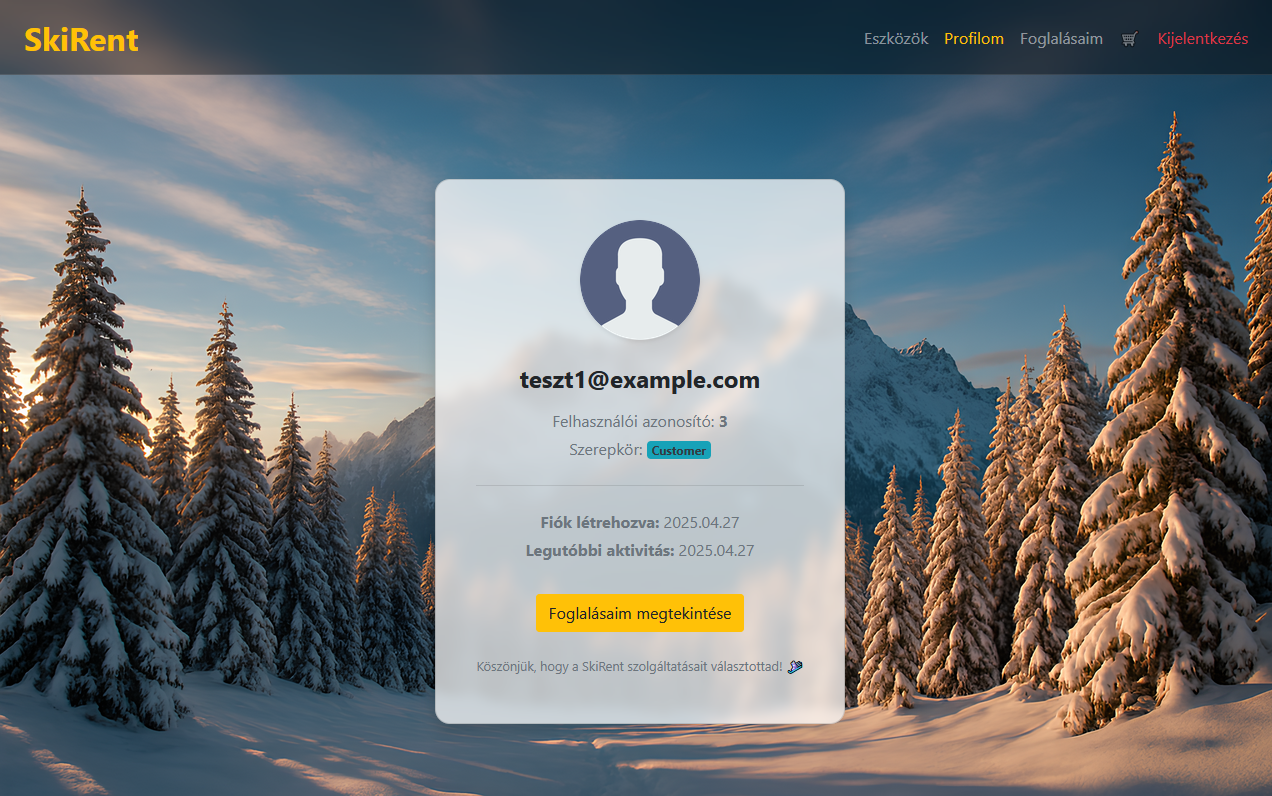 SkiRent
Eszközök Profilom Foglalásaim Kijelentkezés
teszt1@example.com
Felhasználói azonosító: 3
Szerepkör: Customer
Fiók létrehozva: 2025.04.27
Legutóbbi aktivitás: 2025.04.27
Foglalásaim megtekintése
Köszönjük, hogy a SkiRent szolgáltatásait választottad!